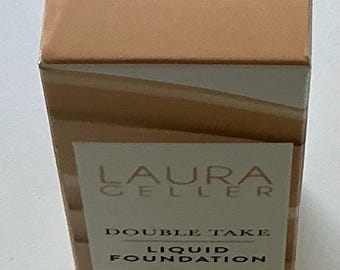 LAURA
GELLER
DOUBLE TAKE
LIQUID
FOUNDATION